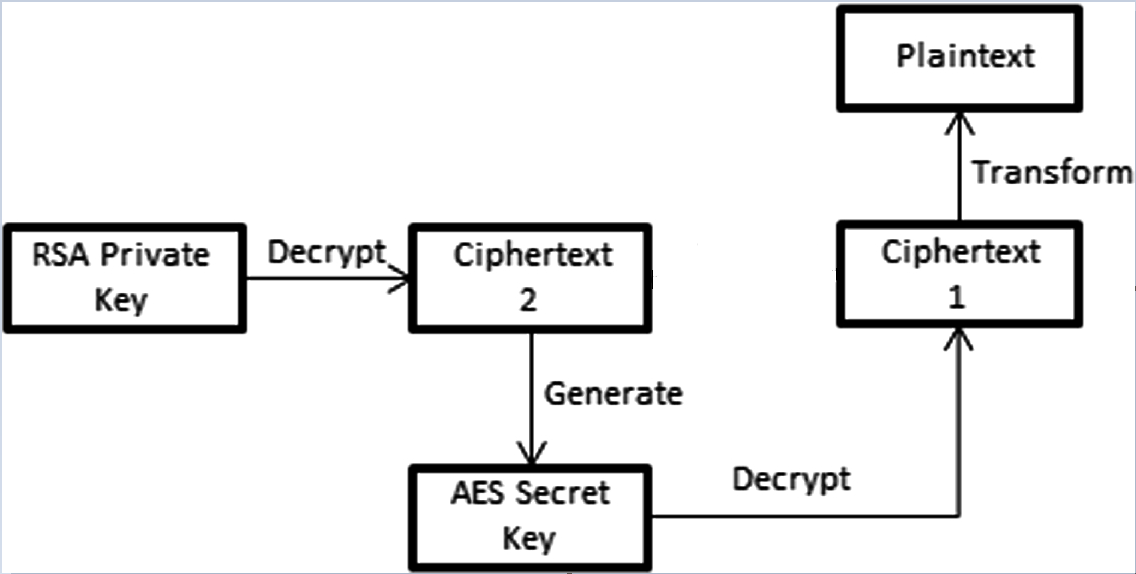 Plaintext
Transform
RSA Private
Key
Decrypt
Ciphertext
2
Ciphertext
1
Generate
AES Secret
Key
Decrypt